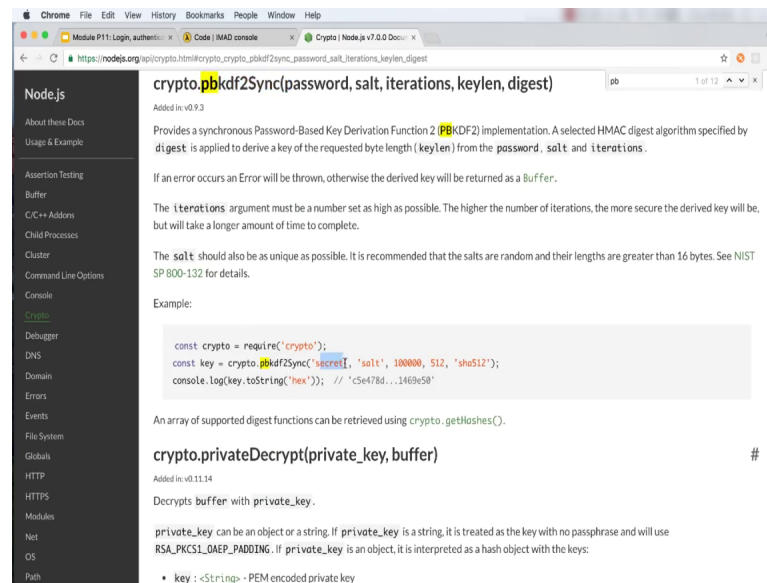 Chrome File Edit View History Bookmarks People Window Help
Module P11: Login, authentic
Code | IMAD console
Crypto | Node.js v7.0.0 Docum
https://nodejs.org/api/crypto.html#crypto_crypto_pbkdf2sync_password_salt_iterations_keylen_digest
pb 1 of 12
Node.js
About these Docs
Usage & Example
Assertion Testing
Buffer
C/C++ Addons
Child Processes
Cluster
Command Line Options
Console
Crypto
Debugger
DNS
Domain
Errors
Events
File System
Globals
HTTP
HTTPS
Modules
Net
OS
Path
crypto.pbkdf2Sync(password, salt, iterations, keylen, digest)
Added in: v0.9.3
Provides a synchronous Password-Based Key Derivation Function 2 (PBKDF2) implementation. A selected HMAC digest algorithm specified by
digest is applied to derive a key of the requested byte length (keylen) from the password, salt and iterations.
If an error occurs an Error will be thrown, otherwise the derived key will be returned as a Buffer.
The iterations argument must be a number set as high as possible. The higher the number of iterations, the more secure the derived key will be,
but will take a longer amount of time to complete.
The salt should also be as unique as possible. It is recommended that the salts are random and their lengths are greater than 16 bytes. See NIST
SP 800-132 for details.
Example:
const crypto = require('crypto');
const key = crypto.pbkdf2Sync('secret', 'salt', 100000, 512, 'sha512');
console.log(key.toString('hex')); // 'c5e478d...1469e50'
An array of supported digest functions can be retrieved using crypto.getHashes().
crypto.privateDecrypt(private_key, buffer) #
Added in: v0.11.14
Decrypts buffer with private_key.
private_key can be an object or a string. If private_key is a string, it is treated as the key with no passphrase and will use
RSA_PKCS1_OAEP_PADDING. If private_key is an object, it is interpreted as a hash object with the keys:
• key : <String> - PEM encoded private key